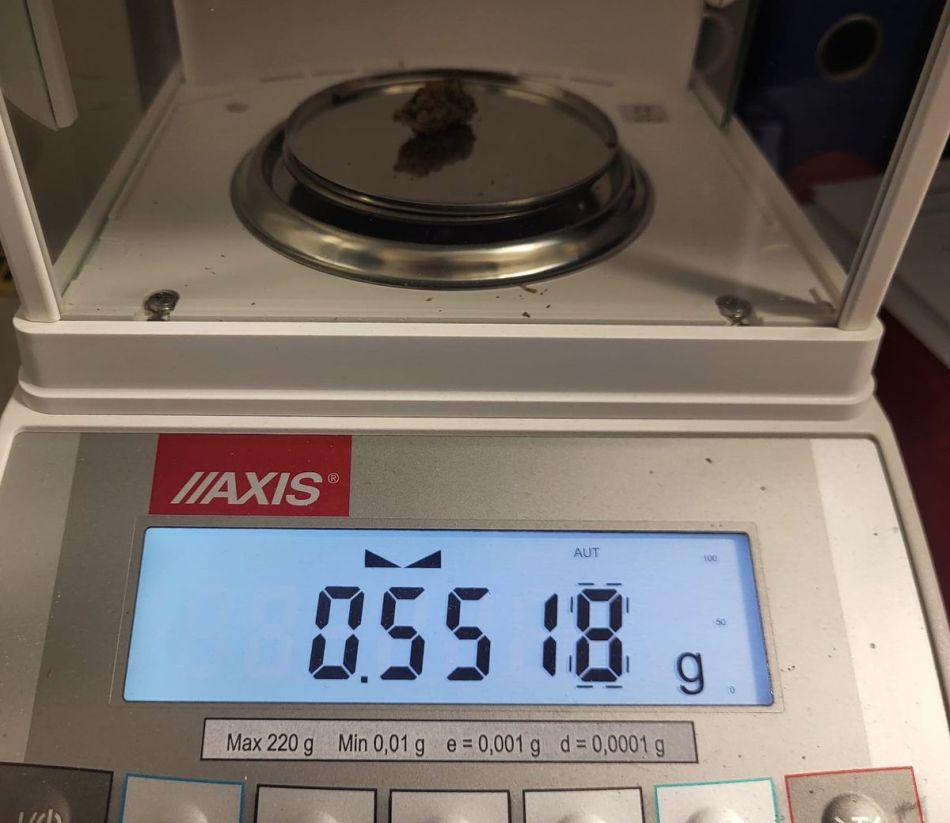 //AXIS®
AUT
100
0.5518 g
50
0
Max 220 g Min 0,01 g e = 0,001 g d = 0,0001 g